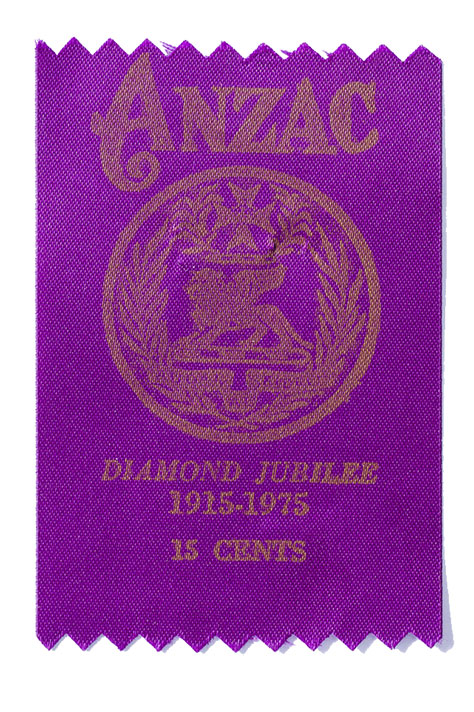 ANZAC
DIAMOND JUBILEE
1915-1975
15 CENTS